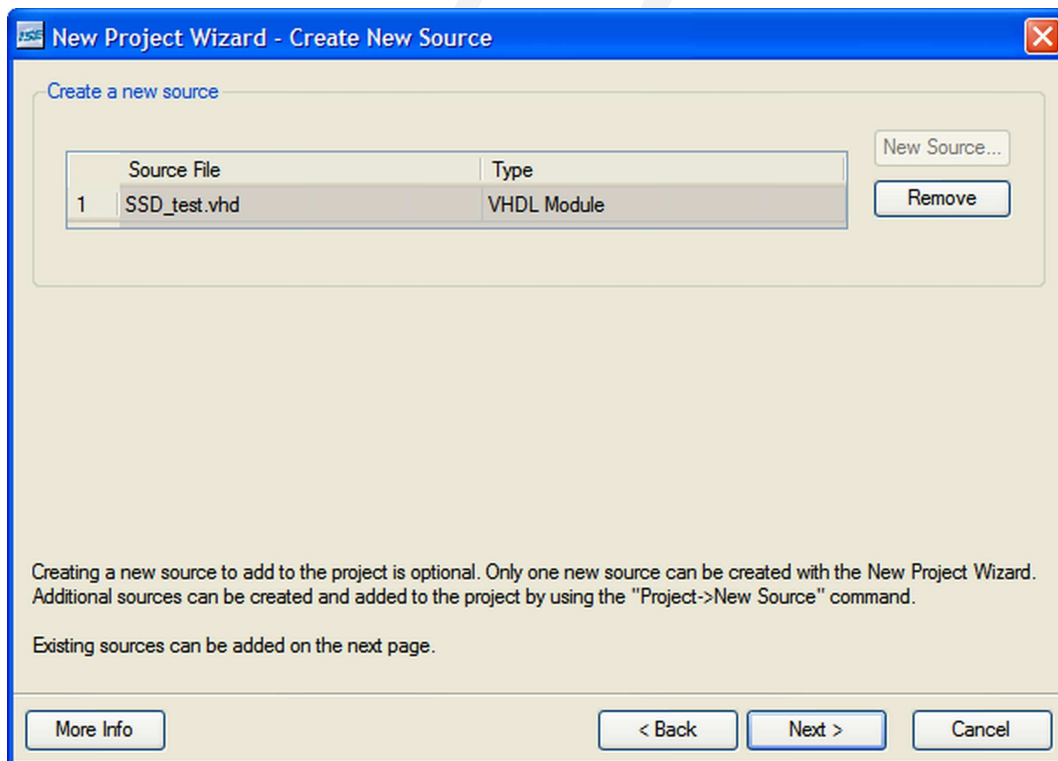 ISE New Project Wizard - Create New Source
Create a new source
New Source...
Source File Type
1 SSD_test.vhd VHDL Module
Remove
Creating a new source to add to the project is optional. Only one new source can be created with the New Project Wizard.
Additional sources can be created and added to the project by using the "Project->New Source" command.
Existing sources can be added on the next page.
More Info < Back Next > Cancel